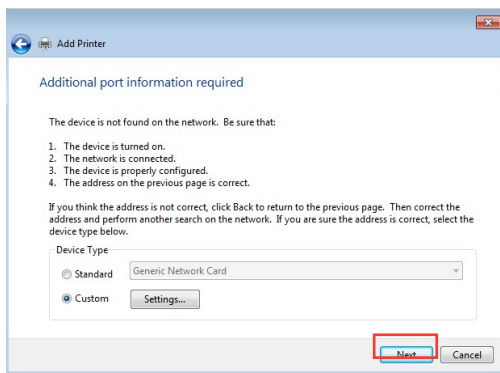 Add Printer
Additional port information required
The device is not found on the network. Be sure that:
1. The device is turned on.
2. The network is connected.
3. The device is properly configured.
4. The address on the previous page is correct.
If you think the address is not correct, click Back to return to the previous page. Then correct the
address and perform another search on the network. If you are sure the address is correct, select the
device type below.
Device Type
Standard Generic Network Card
Custom Settings...
Next Cancel